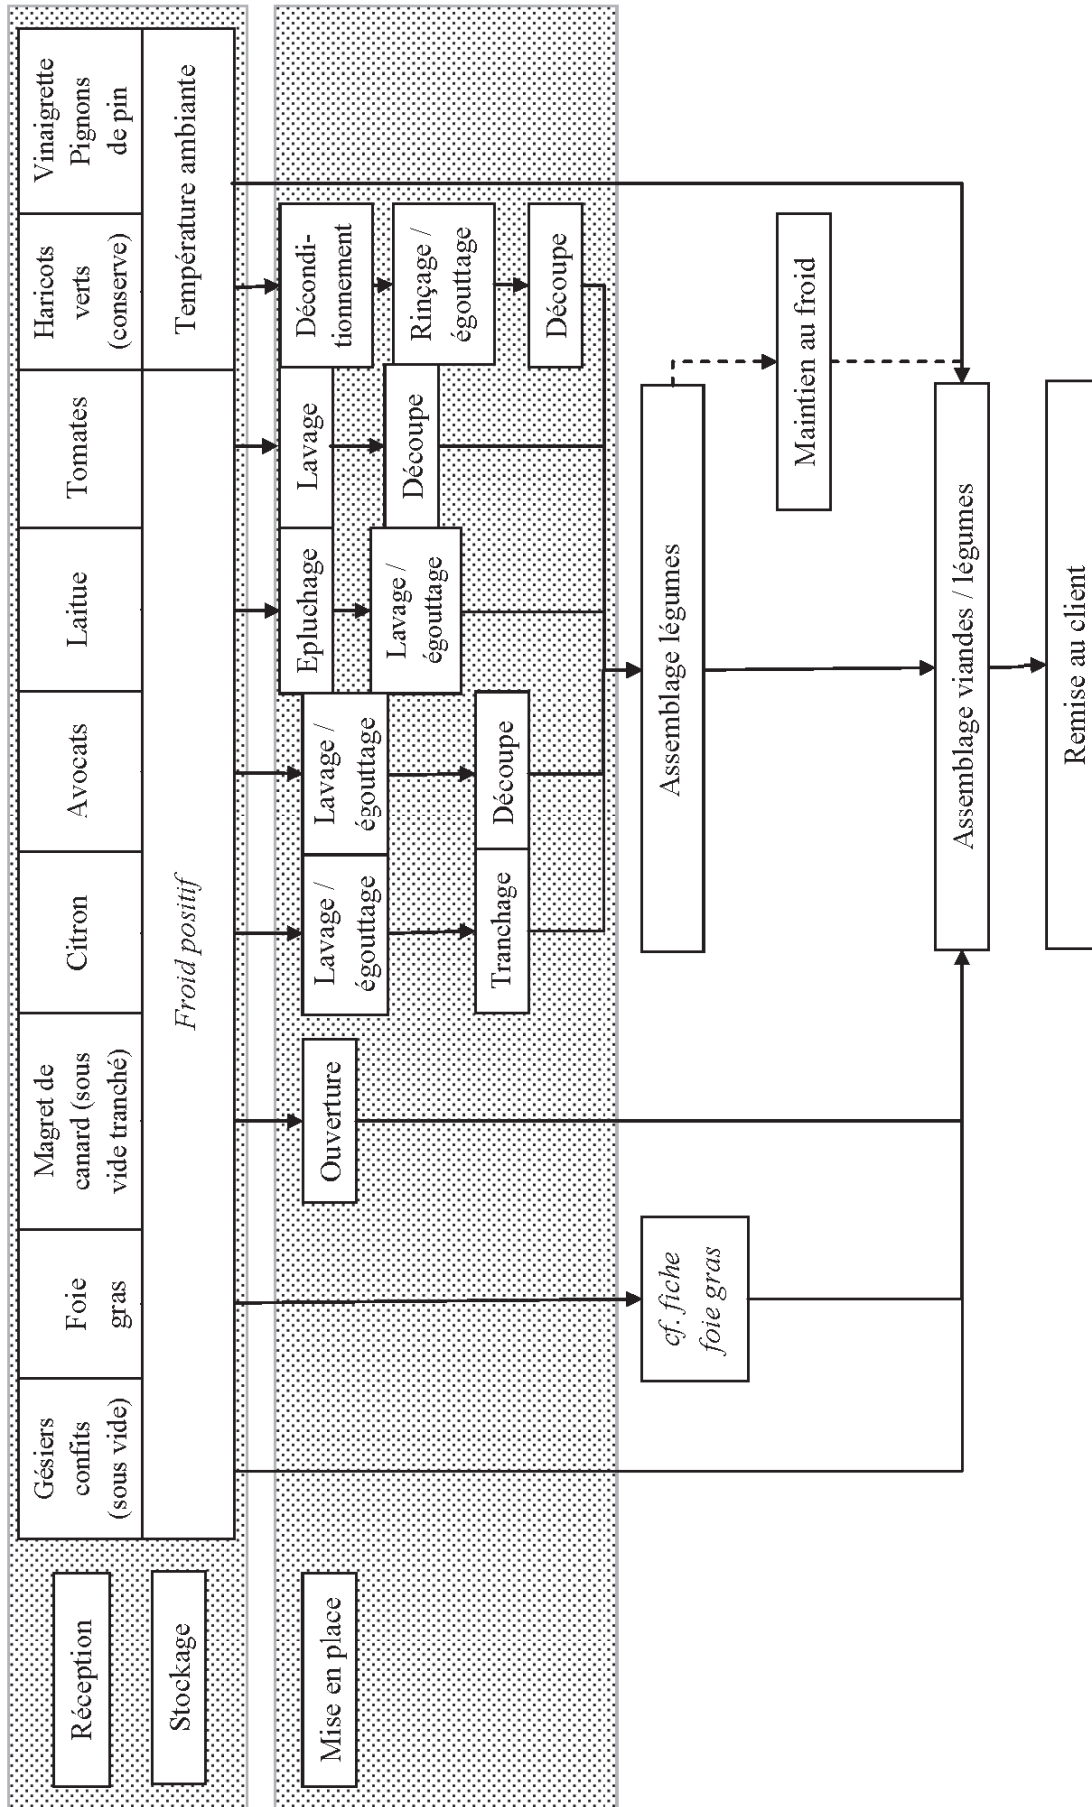 Réception
Gésiers
confits
(sous vide)
Foie
gras
Magret de
canard (sous
vide tranché)
Citron
Avocats
Laitue
Tomates
Haricots
verts
(conserve)
Vinaigrette
Pignons
de pin
Stockage
Froid positif
Température ambiante
Mise en place
Ouverture
Lavage /
égouttage
Lavage /
égouttage
Epluchage
Lavage
Décondi-
tionnement
Lavage /
égouttage
Découpe
Rinçage /
égouttage
Tranchage
Découpe
Découpe
cf. fiche
foie gras
Assemblage légumes
Maintien au froid
Assemblage viandes / légumes
Remise au client